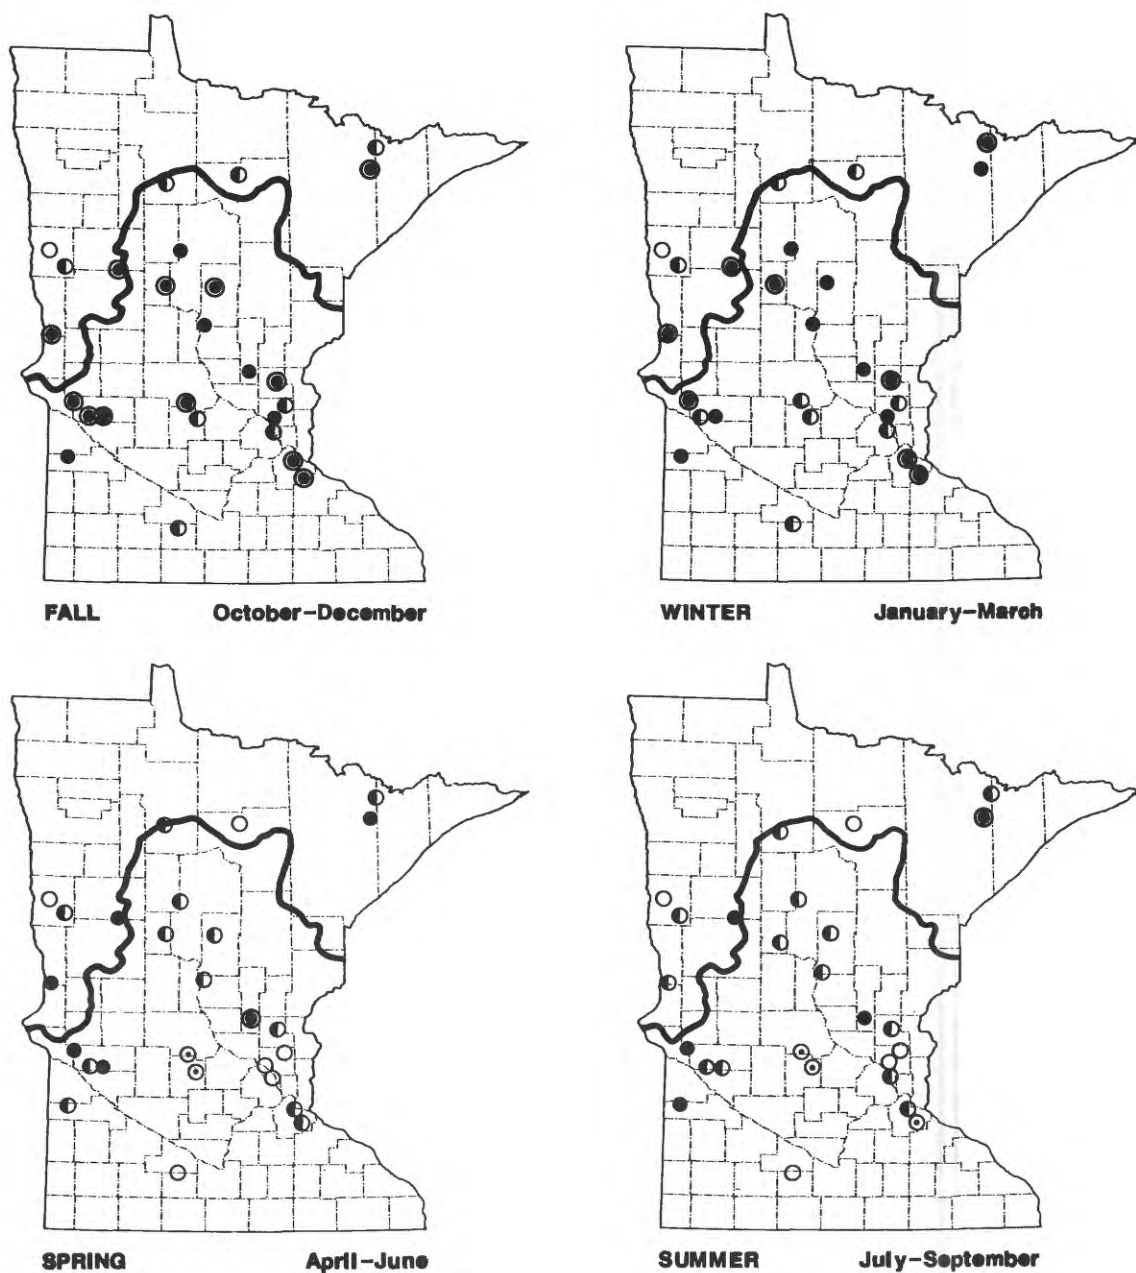 FALL October-December
WINTER January-March
SPRING April-June
SUMMER July-September